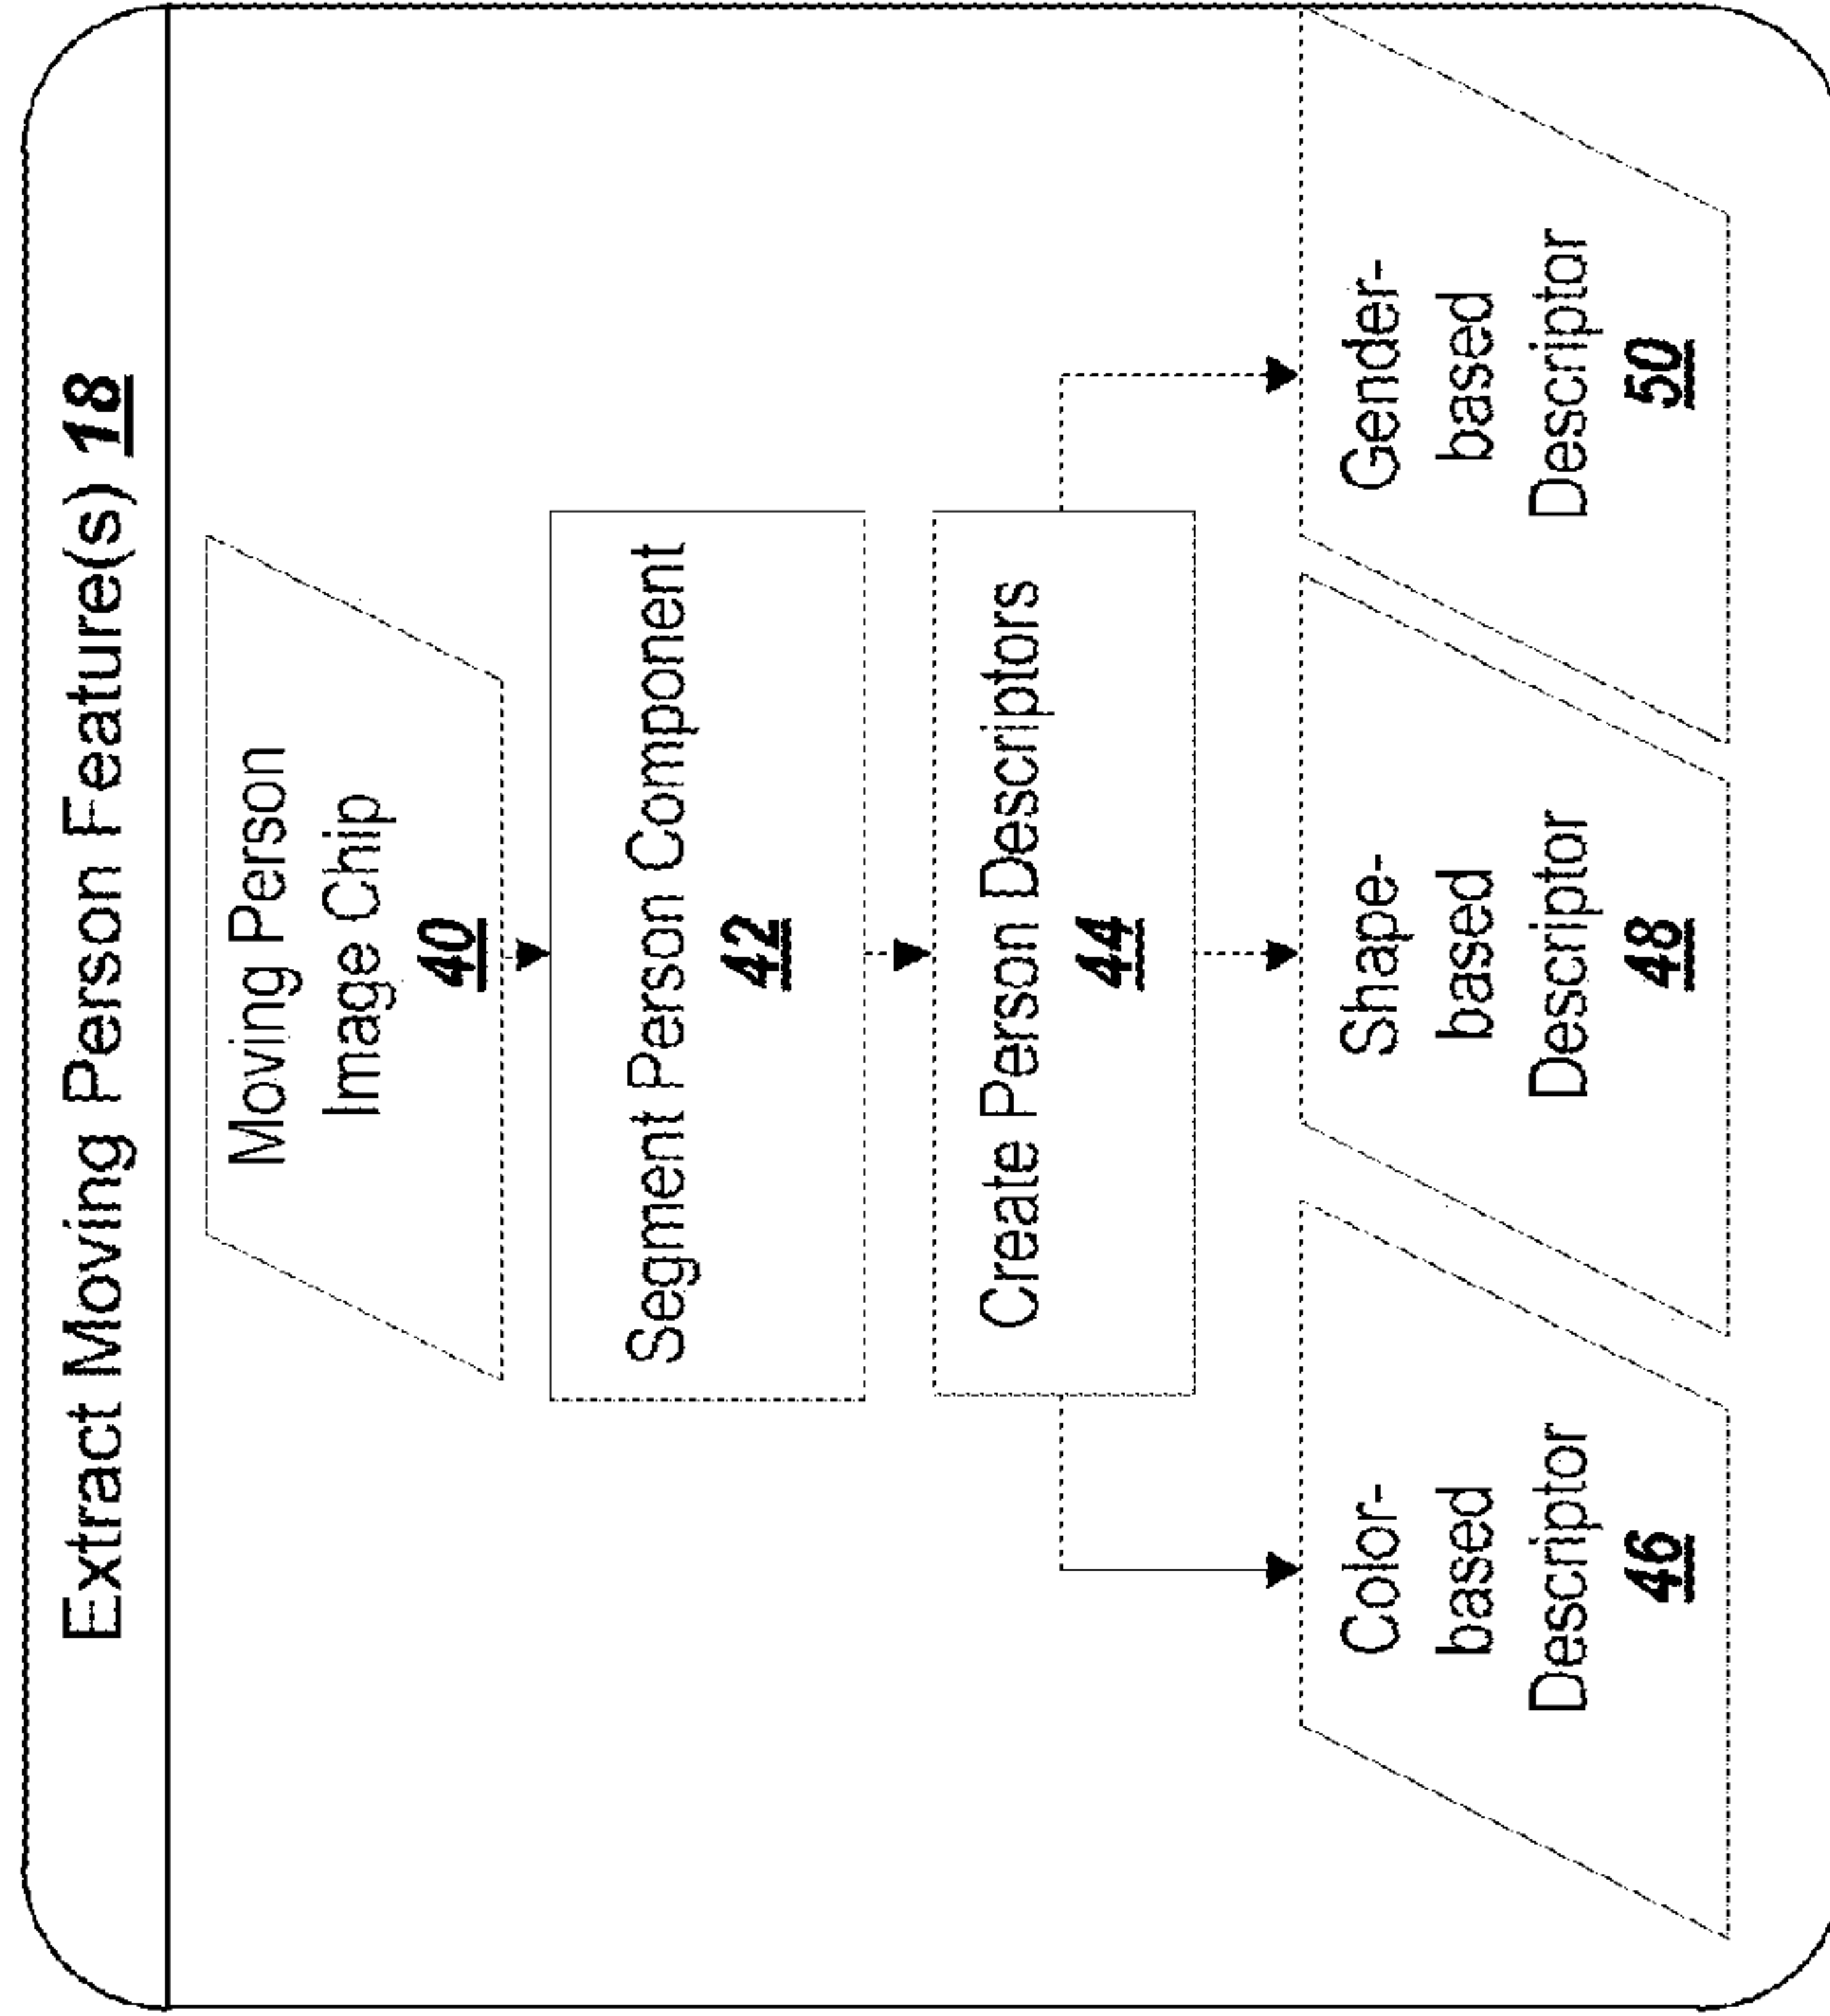 Extract Moving Person Feature(s) 18
Moving Person
Image Chip
40
Segment Person Component
42
Create Person Descriptors
44
Color-
based
Descriptor
46
Shape-
based
Descriptor
48
Gender-
based
Descriptor
50